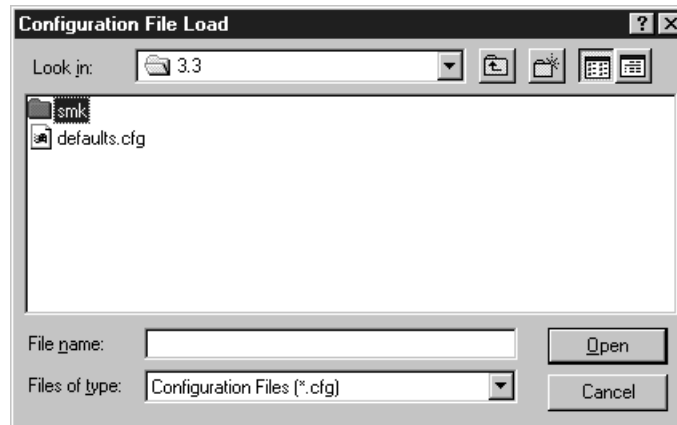 Configuration File Load
Look in: 3.3
smk
defaults.cfg
File name: Open
Files of type: Configuration Files (*.cfg) Cancel